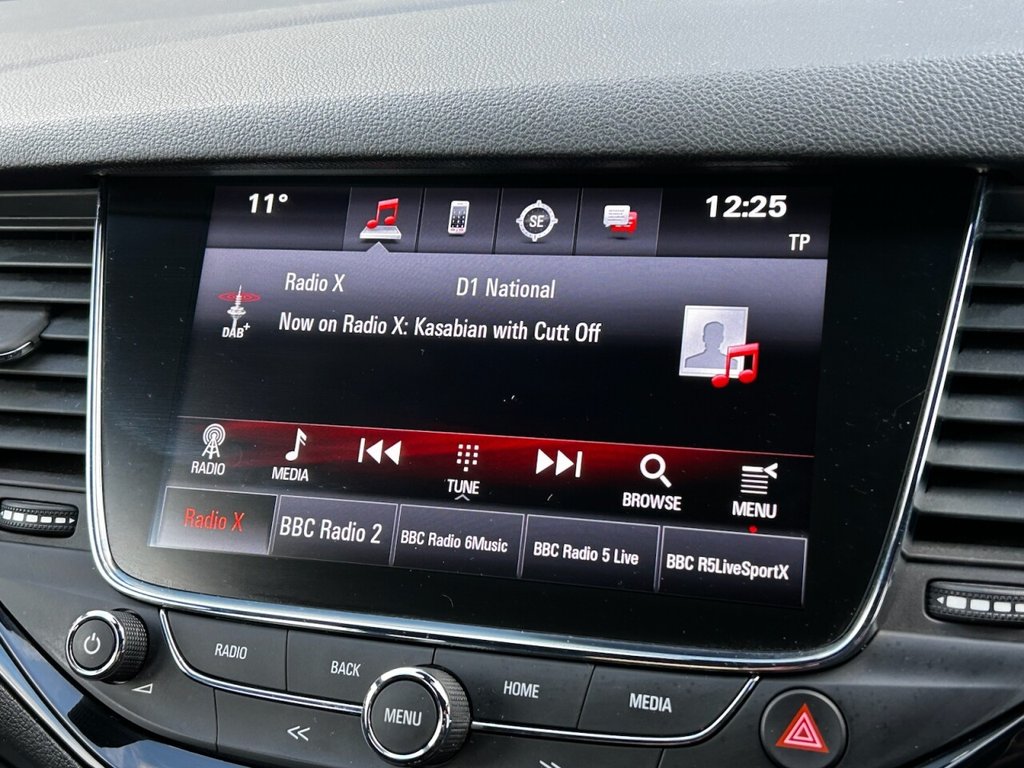 11°
SE
12:25
TP
Radio X D1 National
DAB+
Now on Radio X: Kasabian with Cutt Off
RADIO
MEDIA
TUNE
BROWSE
MENU
Radio X
BBC Radio 2
BBC Radio 6Music
BBC Radio 5 Live
BBC R5LiveSportX
RADIO
BACK
MENU
HOME
MEDIA